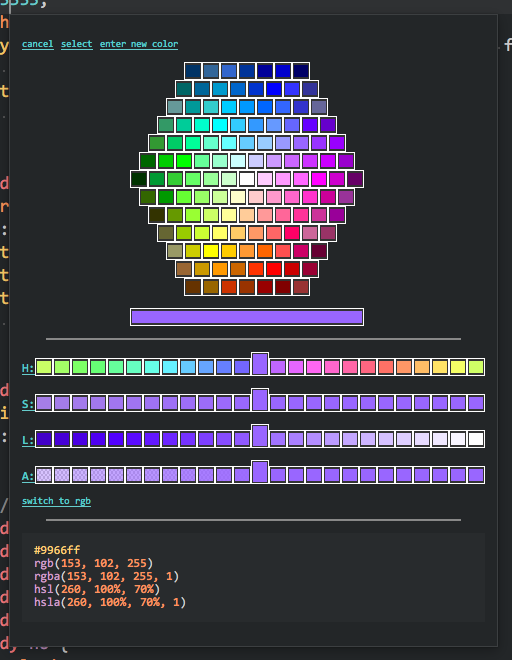 cancel select enter new color
H:
S:
L:
A:
switch to rgb
#9966ff
rgb(153, 102, 255)
rgba(153, 102, 255, 1)
hsl(260, 100%, 70%)
hsla(260, 100%, 70%, 1)